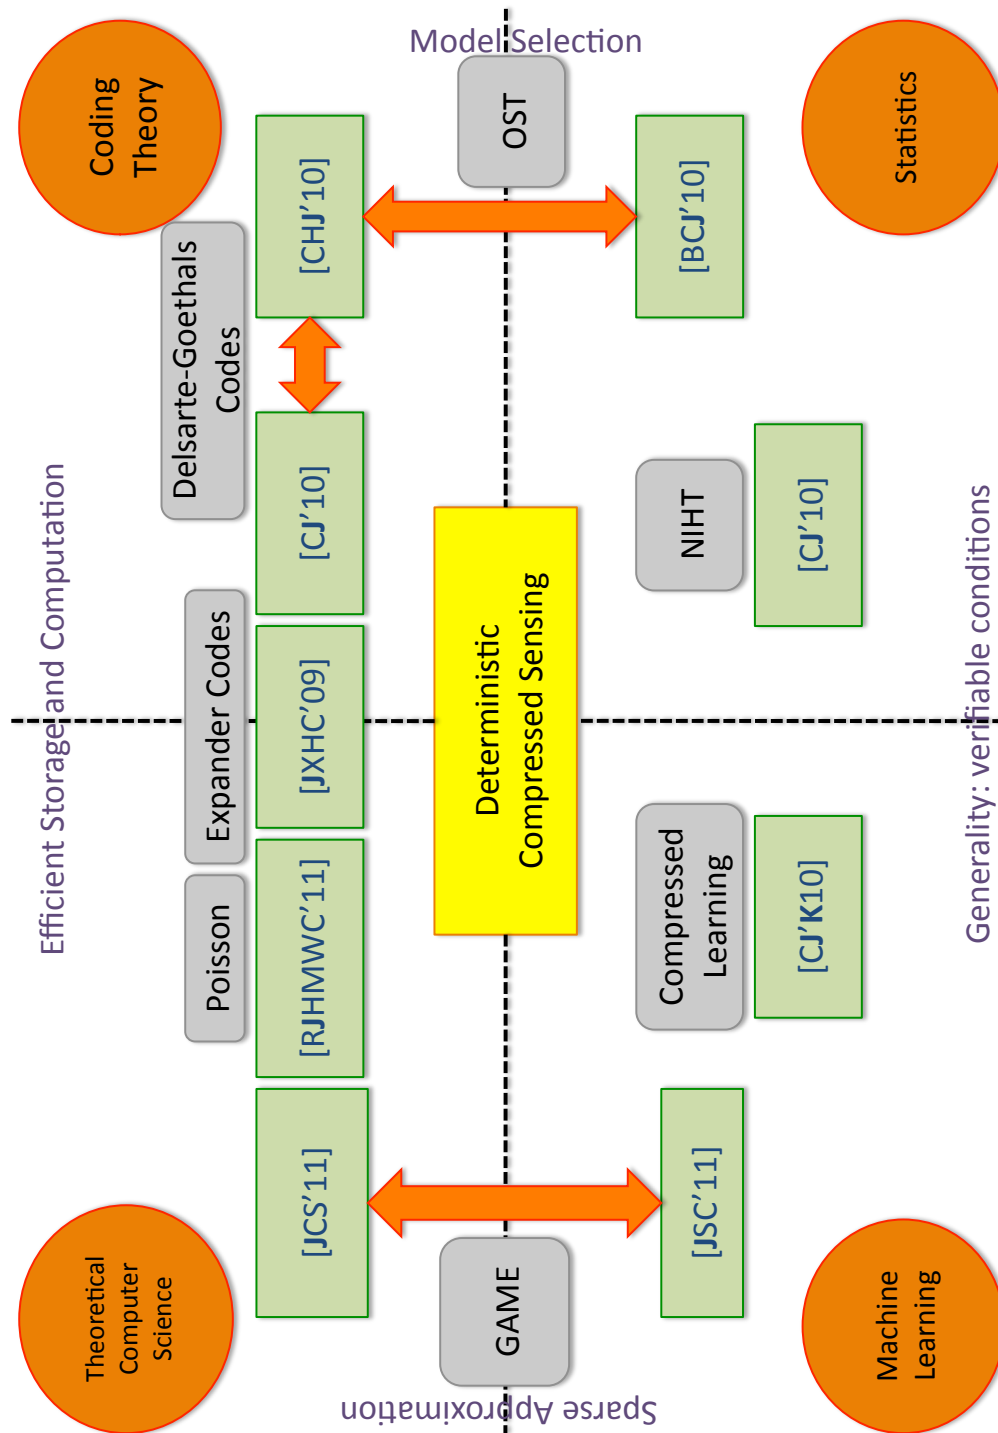 Efficient Storage and Computation
Theoretical
Computer
Science
Coding
Theory
Poisson
Expander Codes
Delsarte-Goethals
Codes
[JCS’11]
[RJHMWC’11]
[JXHC’09]
[CJ’10]
[CHJ’10]
Sparse Approximation
GAME
Deterministic
Compressed Sensing
OST
Model Selection
[JSC’11]
Compressed
Learning
[CJ’K10]
NIHT
[CJ’10]
[BCJ’10]
Machine
Learning
Statistics
Generality: verifiable conditions